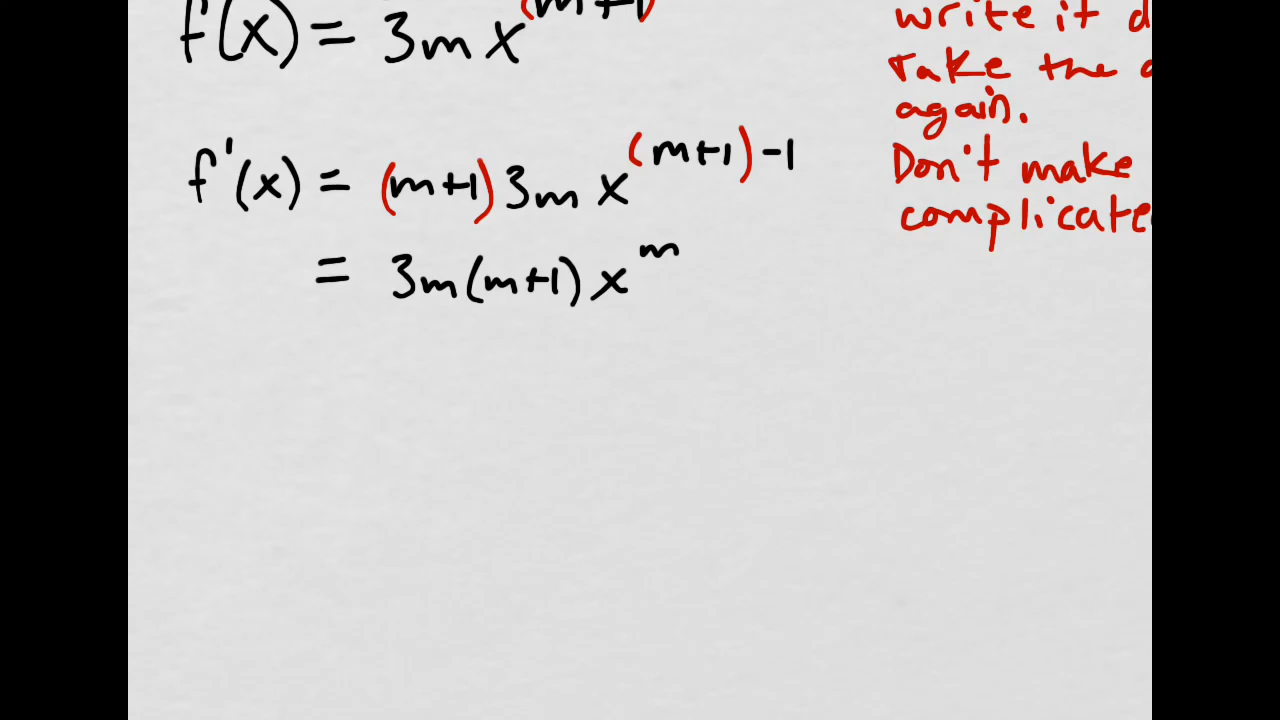 f'(x) = 3m x^(m+1)
write it
Take the
again.
f'(x) = (m+1) 3m x^(m+1)-1
Don't make
= 3m(m+1) x^m